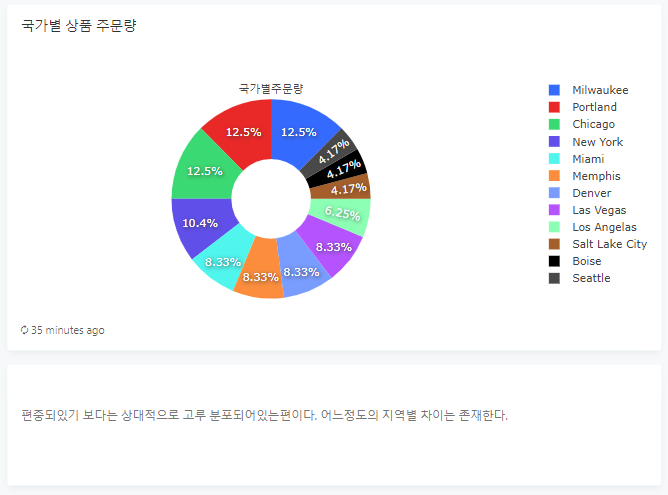 국가별 상품 주문량
국가별주문량
12.5%
12.5%
4.17%
4.17%
4.17%
6.25%
8.33%
8.33%
8.33%
8.33%
10.4%
12.5%
Milwaukee
Portland
Chicago
New York
Miami
Memphis
Denver
Las Vegas
Los Angelas
Salt Lake City
Boise
Seattle
35 minutes ago
편중되있기 보다는 상대적으로 고루 분포되어있는편이다. 어느정도의 지역별 차이는 존재한다.